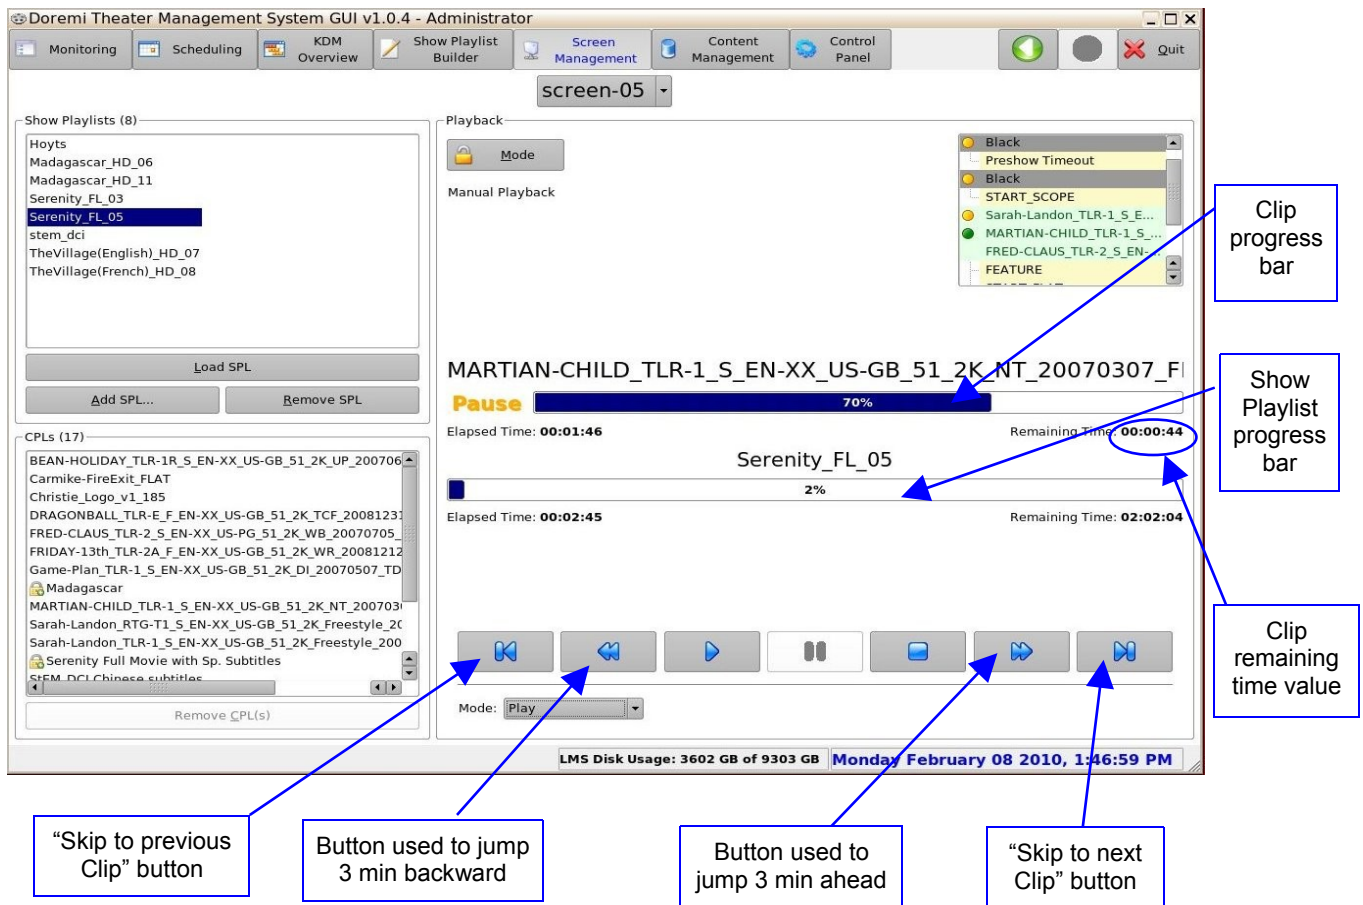 Doremi Theater Management System GUI v1.0.4 - Administrator
Monitoring
Scheduling
KDM Overview
Show Playlist Builder
Screen Management
Content Management
Control Panel
Quit
screen-05
Show Playlists (8)
Hoyts
Madagascar_HD_06
Madagascar_HD_11
Serenity_FL_03
Serenity_FL_05
stem_dci
TheVillage(English)_HD_07
TheVillage(French)_HD_08
Load SPL
Add SPL...
Remove SPL
CPLs (17)
BEAN-HOLIDAY_TLR-1R_S_EN-XX_US-GB_51_2K_UP_200706
Carmike-FireExit_FLAT
Christie_Logo_v1_185
DRAGONBALL_TLR-E_F_EN-XX_US-GB_51_2K_TCF_20081231
FRED-CLAUS_TLR-2_S_EN-XX_US-PG_51_2K_WB_20070705_
FRIDAY-13th_TLR-2A_F_EN-XX_US-GB_51_2K_WR_20081212
Game-Plan_TLR-1_S_EN-XX_US-GB_51_2K_DI_20070507_TD
Madagascar
MARTIAN-CHILD_TLR-1_S_EN-XX_US-GB_51_2K_NT_200703
Sarah-Landon_RTG-T1_S_EN-XX_US-GB_51_2K_Freestyle_20
Sarah-Landon_TLR-1_S_EN-XX_US-GB_51_2K_Freestyle_200
Serenity Full Movie with Sp. Subtitles
StEM_DCI Chinese subtitles
Remove CPL(s)
Playback
Mode
Manual Playback
Black
Preshow Timeout
Black
START_SCOPE
Sarah-Landon_TLR-1_S_E...
MARTIAN-CHILD_TLR-1_S_...
FRED-CLAUS_TLR-2_S_EN-...
FEATURE
MARTIAN-CHILD_TLR-1_S_EN-XX_US-GB_51_2K_NT_20070307_F
Pause
70%
Elapsed Time: 00:01:46
Remaining Time: 00:00:44
Serenity_FL_05
2%
Elapsed Time: 00:02:45
Remaining Time: 02:02:04
Mode: Play
LMS Disk Usage: 3602 GB of 9303 GB
Monday February 08 2010, 1:46:59 PM
Clip
progress
bar
Show
Playlist
progress
bar
Clip
remaining
time value
“Skip to previous
Clip” button
Button used to jump
3 min backward
Button used to
jump 3 min ahead
“Skip to next
Clip” button